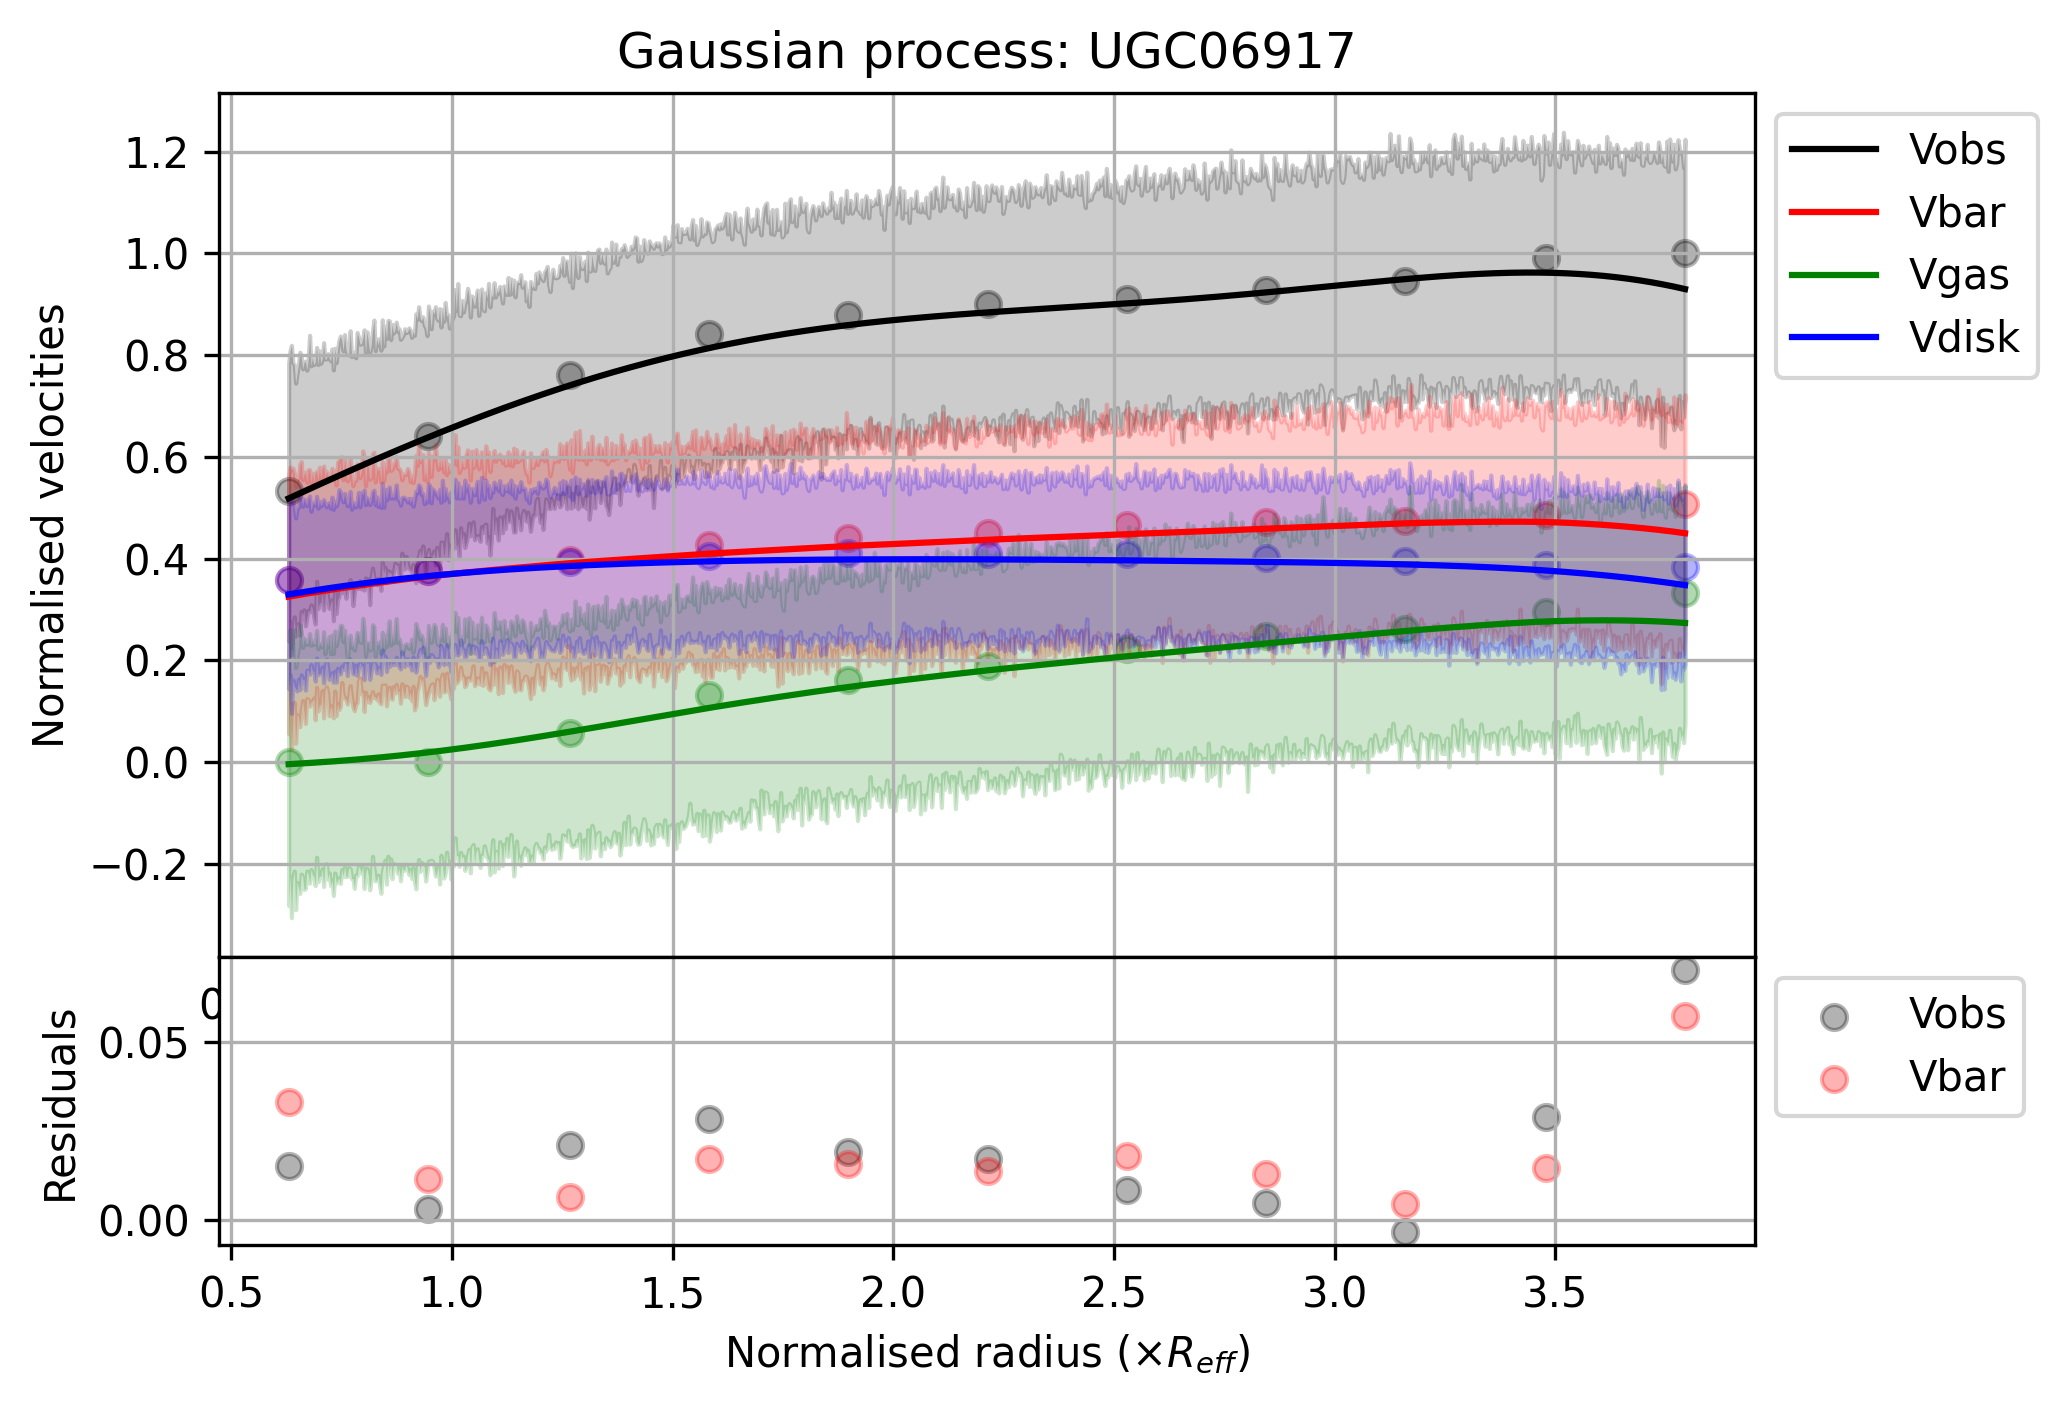 Gaussian process: UGC06917
Normalised velocities
1.2
1.0
0.8
0.6
0.4
0.2
0.0
−0.2
Vobs
Vbar
Vgas
Vdisk
Residuals
0
0.05
0.00
Vobs
Vbar
0.5 1.0 1.5 2.0 2.5 3.0 3.5
Normalised radius (×R_eff)